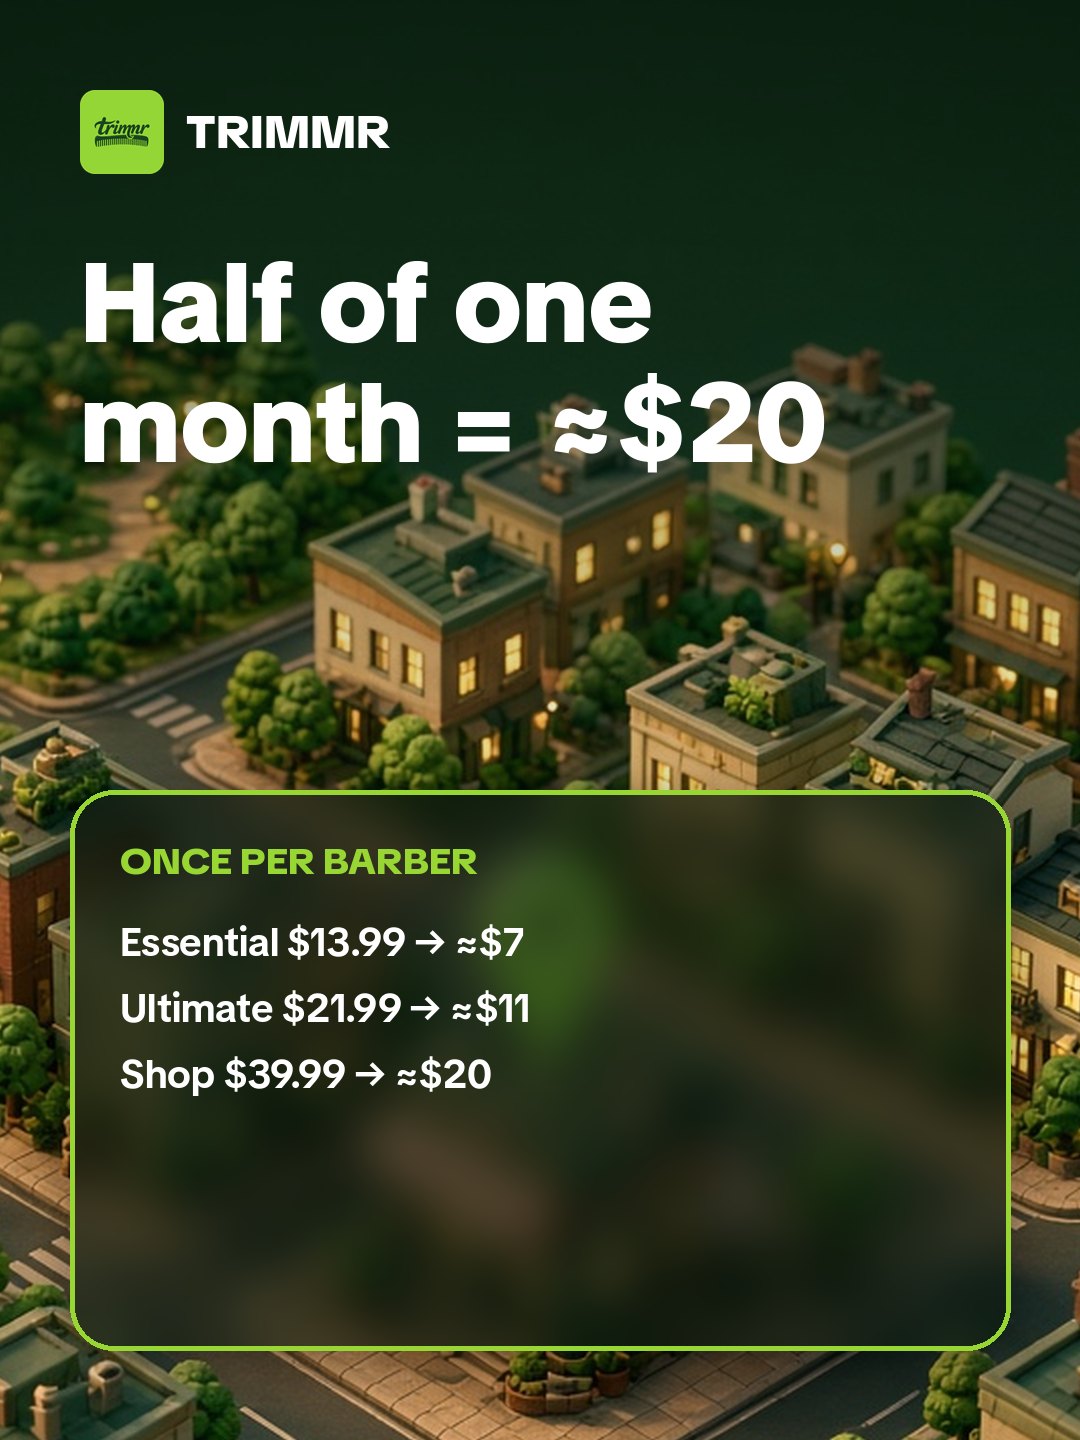 trimmr
TRIMMR
Half of one
month = ≈$20
ONCE PER BARBER
Essential $13.99 → ≈$7
Ultimate $21.99 → ≈$11
Shop $39.99 → ≈$20